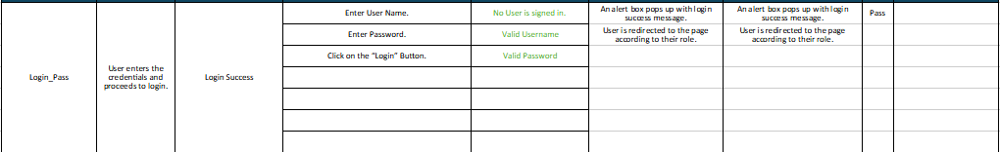 Login_Pass
User enters the
credentials and
proceeds to login.
Login Success
Enter User Name.
Enter Password.
Click on the “Login” Button.
No User is signed in.
Valid Username
Valid Password
An alert box pops up with login
success message.
User is redirected to the page
according to their role.
An alert box pops up with login
success message.
User is redirected to the page
according to their role.
Pass